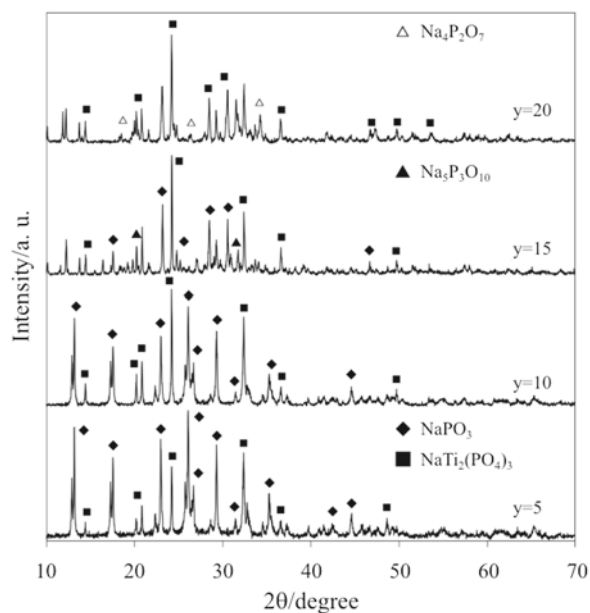 △ Na₄P₂O₇
y=20
▲ Na₅P₃O₁₀
y=15
y=10
◆ NaPO₃
■ NaTi₂(PO₄)₃
y=5
Intensity/a. u.
10 20 30 40 50 60 70
2θ/degree